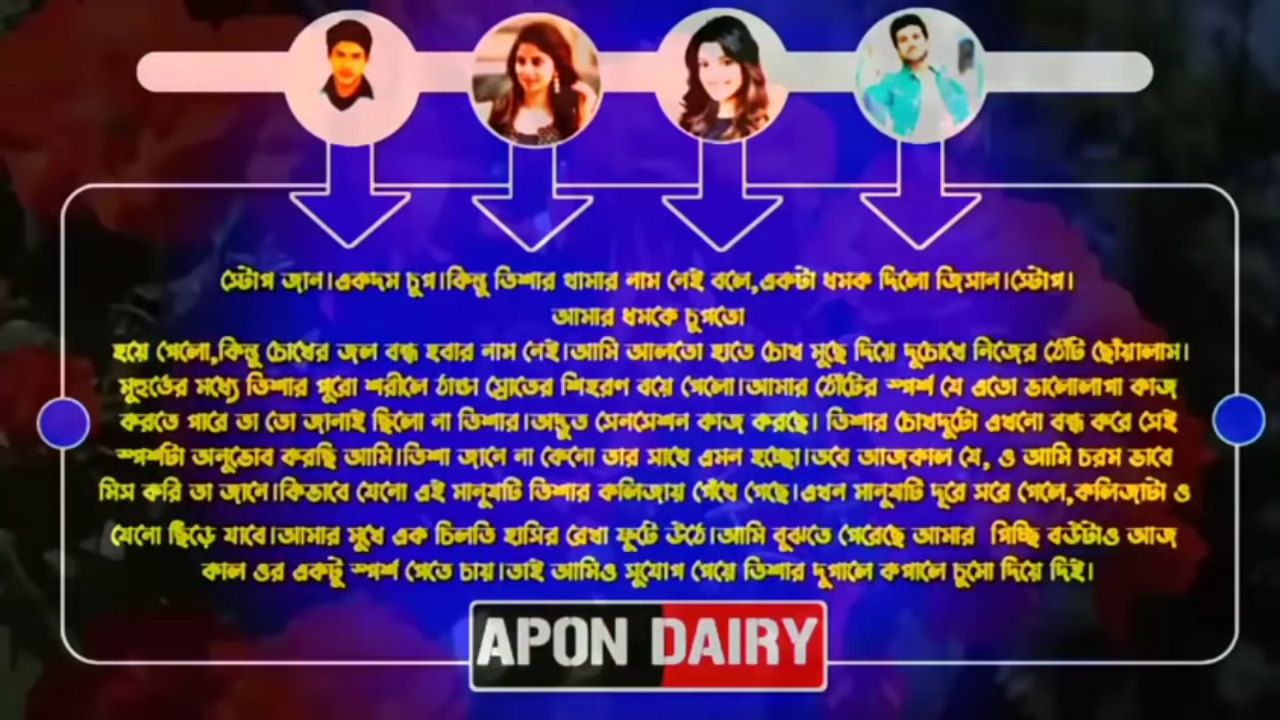 স্টোপ জান।একদম চুপ।কিন্তু তিশার থামার নাম নেই বলে,একটা ধমক দিলো জিসান।স্টোপ।
আমার ধমকে চুপতো
হয়ে গেলো,কিন্তু চোখের জল বন্ধ হবার নাম নেই।আমি আলতো হাতে চোখ মুছে দিয়ে দুচোখে নিজের ঠোঁট ছোঁয়ালাম।
মুহুর্তের মধ্যে তিশার পুরো শরীলে ঠান্ডা স্রোতের শিহরণ বয়ে গেলো।আমার ঠোঁটের স্পর্শ যে এতো ভালোলাগা কাজ
করতে পারে তা তো জানাই ছিলো না তিশার।অদ্ভুত সেনসেশন কাজ করছে। তিশার চোখদুটো এখনো বন্ধ করে সেই
স্পর্শটা অনুভোব করছি আমি।তিশা জানে না কেনো তার সাথে এমন হচ্ছো।তবে আজকাল যে, ও আমি চরম ভাবে
মিস করি তা জানে।কিভাবে যেনো এই মানুষটি তিশার কলিজায় গেঁথে গেছে।এখন মানুষটি দূরে সরে গেলে,কলিজাটা ও
যেনো ছিঁড়ে যাবে।আমার মুখে এক চিলতি হাসির রেখা ফুটে উঠে।আমি বুঝতে পেরেছে আমার পিচ্ছি বউটাও আজ
কাল ওর একটু স্পর্শ পেতে চায়।তাই আমিও সুযোগ পেয়ে তিশার দুগালে কপালে চুমো দিয়ে দিই।
APON DAIRY